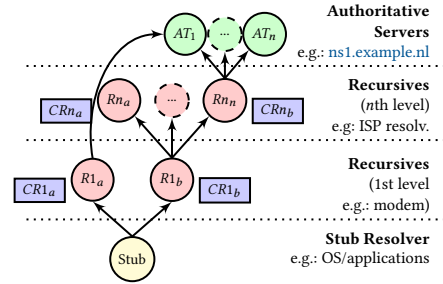 Authoritative
Servers
e.g.: ns1.example.nl
AT1 ... ATn
Recursives
(nth level)
e.g: ISP resolv.
CRna Rna ... Rnn CRnb
Recursives
(1st level
e.g.: modem)
CR1a R1a R1b CR1b
Stub Resolver
e.g.: OS/applications
Stub